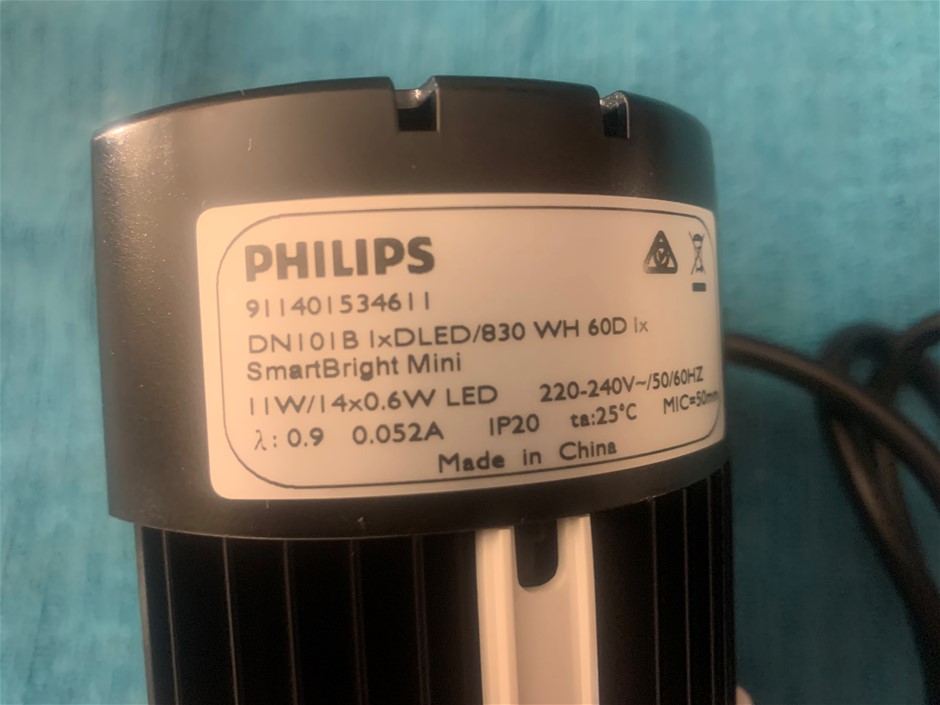 PHILIPS
911401534611
DN101B 1xDLED/830 WH 60D 1x
SmartBright Mini
11W/14x0.6W LED 220-240V~/50/60HZ
λ: 0.9 0.052A IP20 ta:25°C MIC=50mm
Made in China